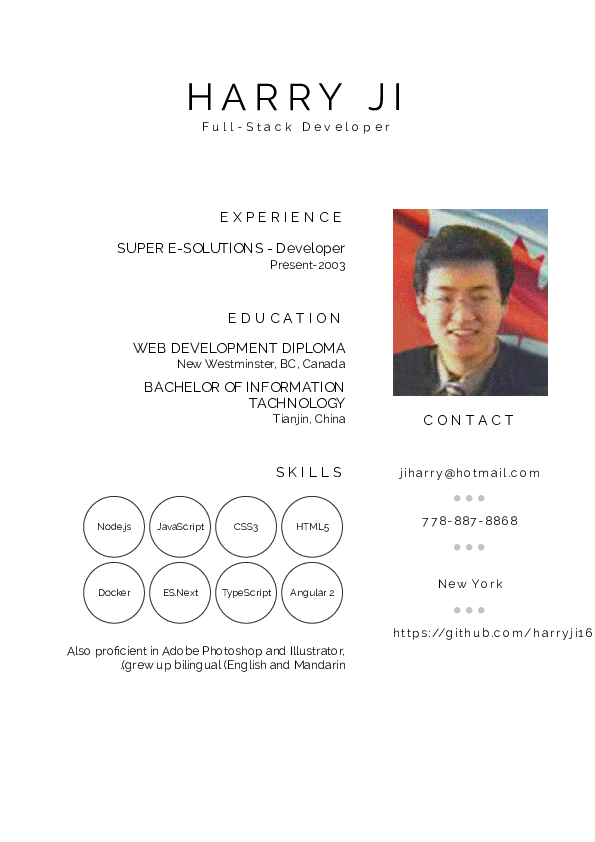 HARRY JI
Full-Stack Developer
EXPERIENCE
SUPER E-SOLUTIONS - Developer
Present-2003
EDUCATION
WEB DEVELOPMENT DIPLOMA
New Westminster, BC, Canada
BACHELOR OF INFORMATION
TACHNOLOGY
Tianjin, China
SKILLS
Node.js JavaScript CSS3 HTML5
Docker ES.Next TypeScript Angular 2
Also proficient in Adobe Photoshop and Illustrator,
.(grew up bilingual (English and Mandarin
CONTACT
jiharry@hotmail.com
778-887-8868
New York
https://github.com/harryji16